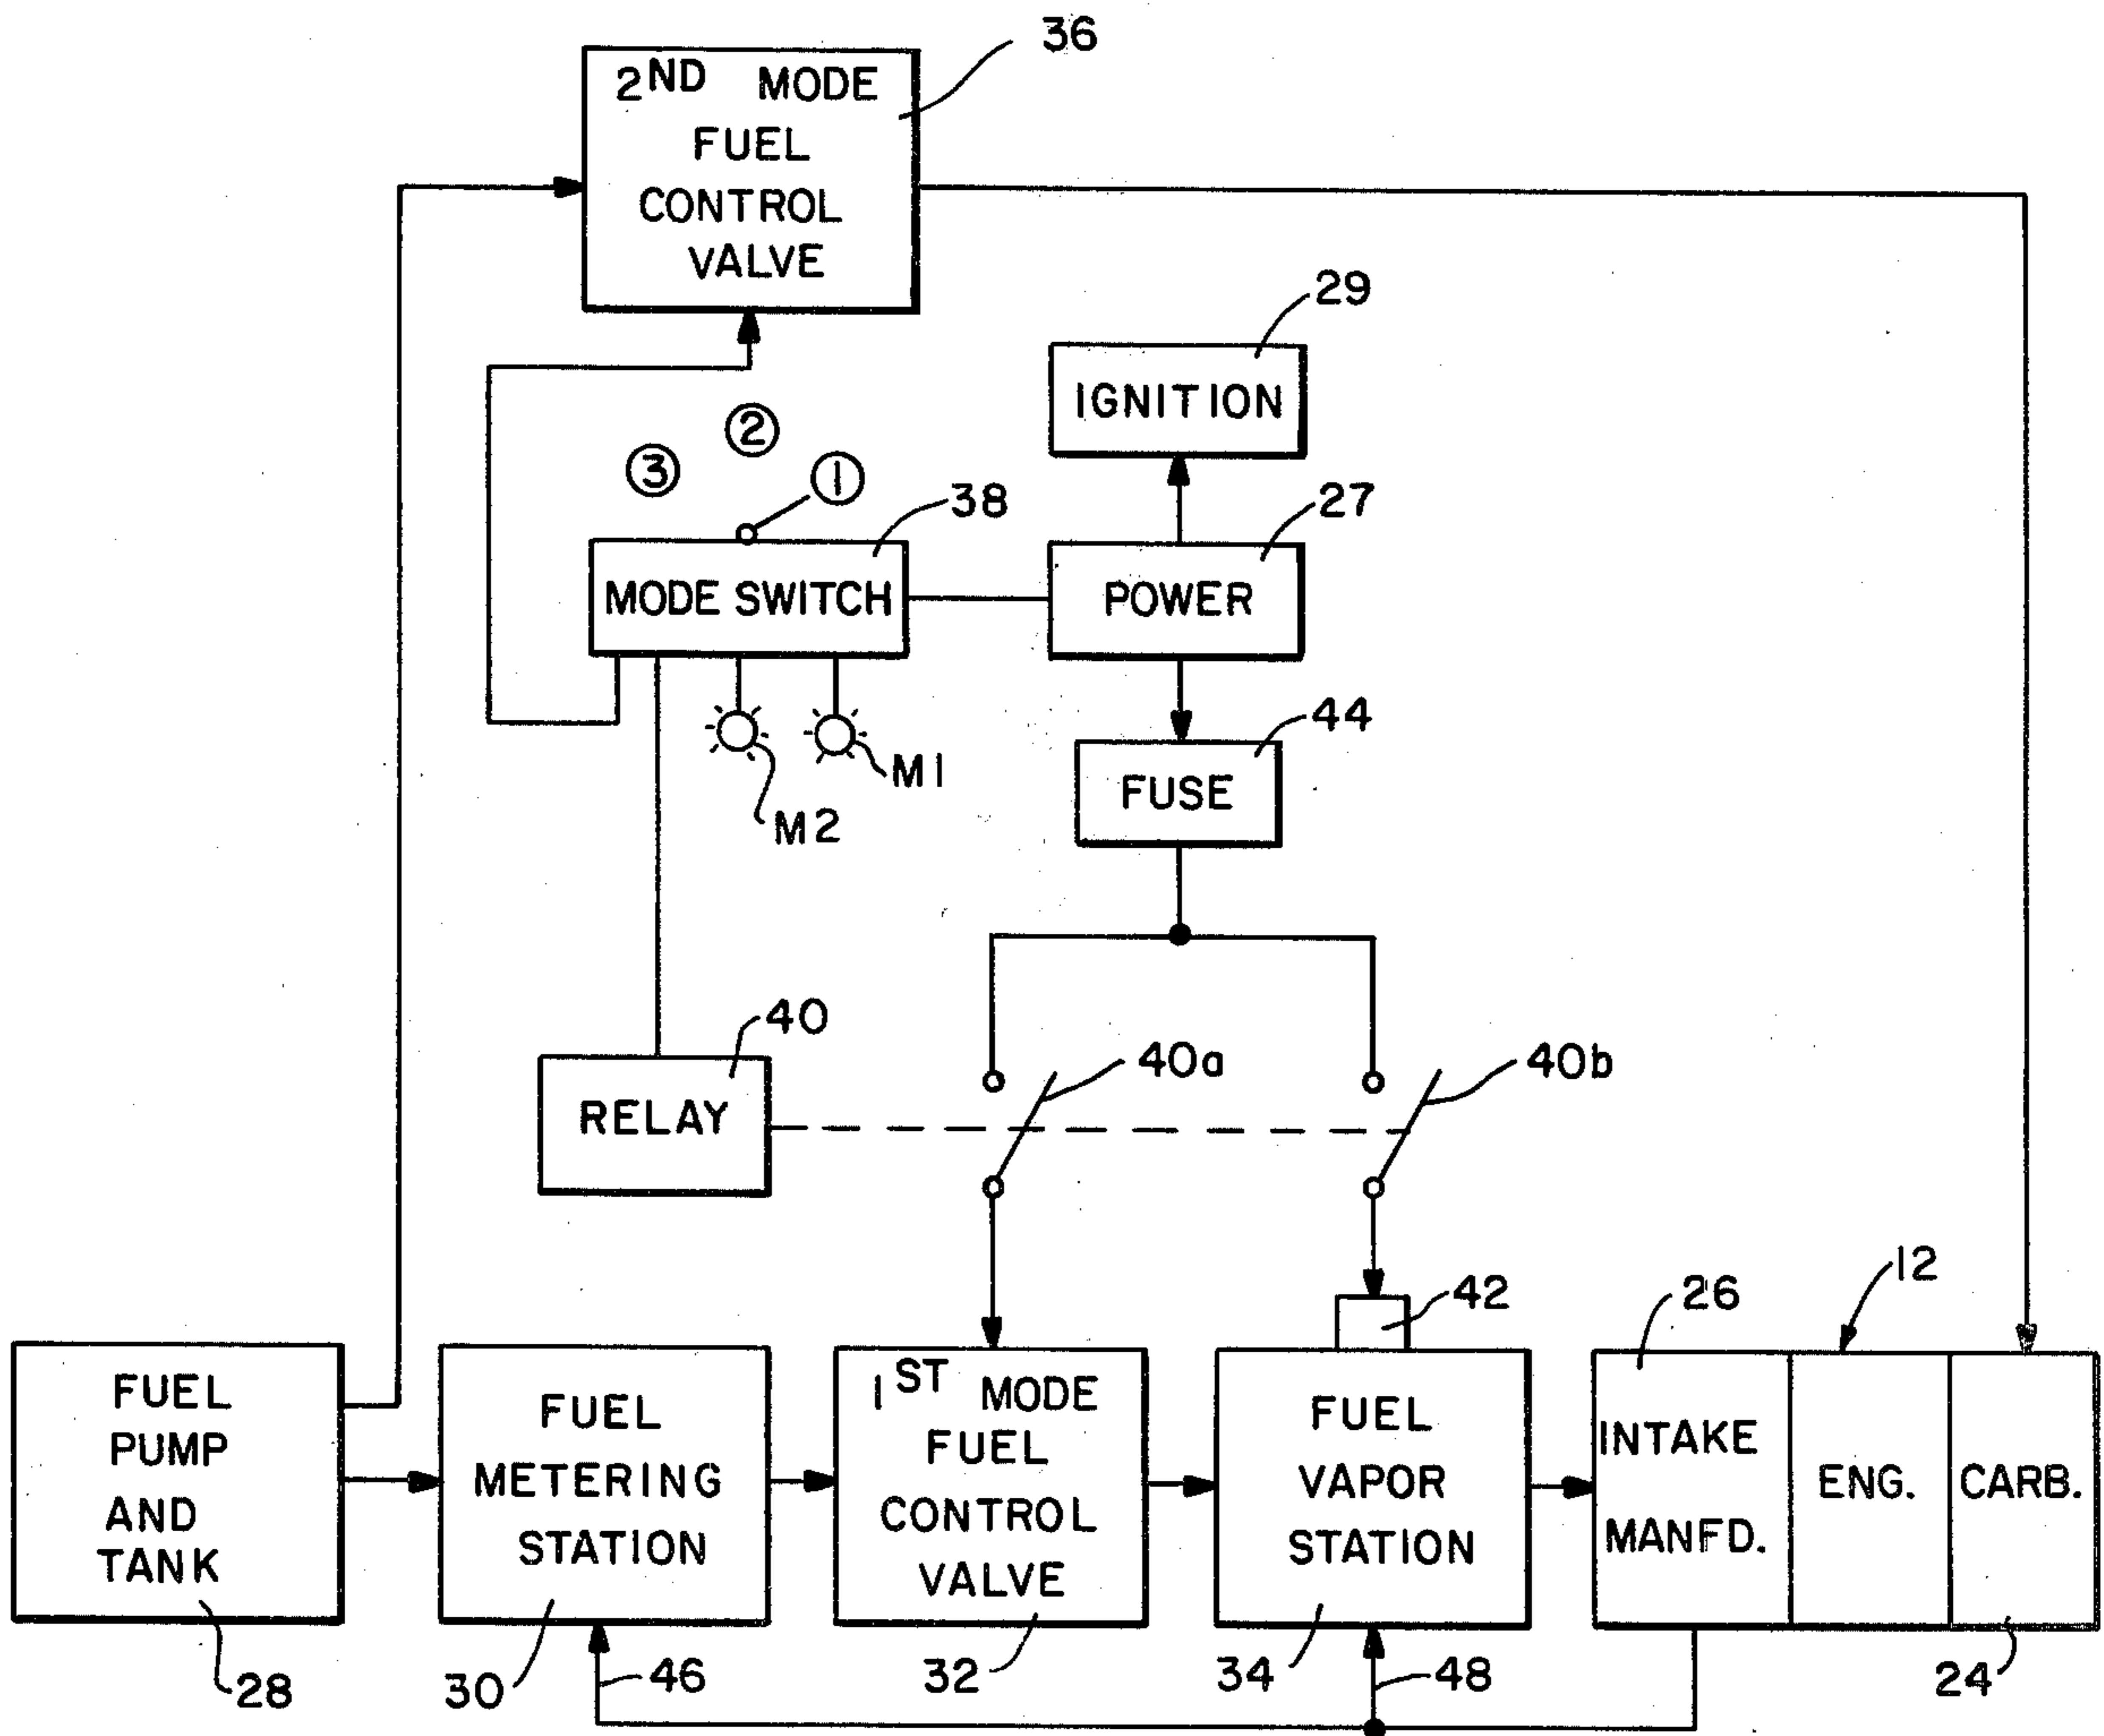 36
2ND MODE
FUEL
CONTROL
VALVE
29
IGNITION
②
③
①
38
27
MODE SWITCH
POWER
44
M1
FUSE
M2
40
40a
40b
RELAY
12
26
42
FUEL
PUMP
AND
TANK
28
FUEL
METERING
STATION
30
46
1ST MODE
FUEL
CONTROL
VALVE
32
FUEL
VAPOR
STATION
34
48
INTAKE
MANFD.
ENG.
CARB.
24